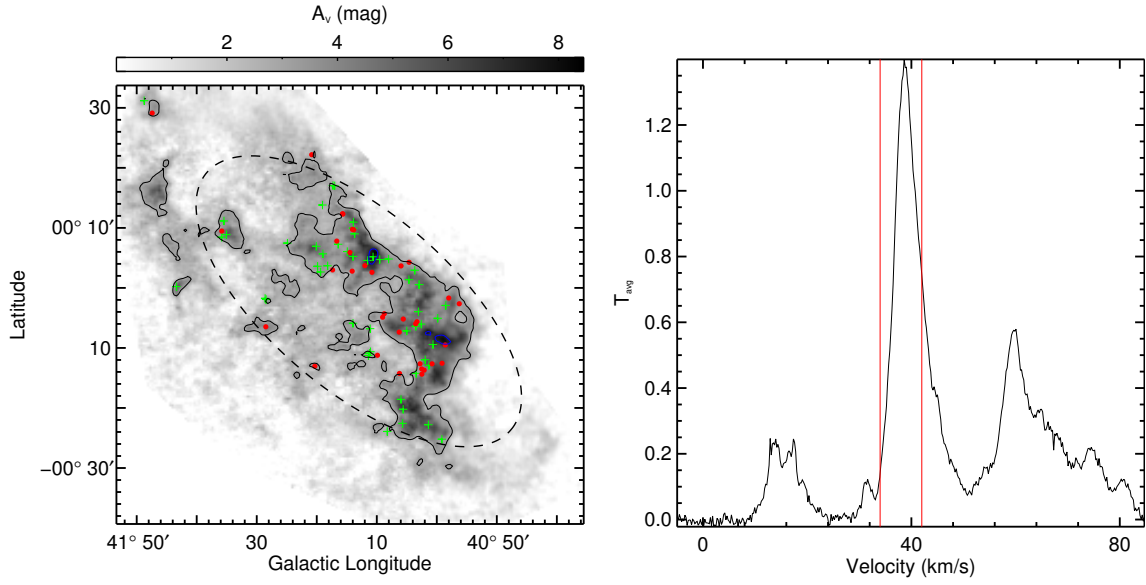 A_v (mag)
2 4 6 8
30
00° 10′
10
−00° 30′
Latitude
41° 50′ 30 10 40° 50′
Galactic Longitude
1.2
1.0
0.8
0.6
0.4
0.2
0.0
T_avg
0 40 80
Velocity (km/s)